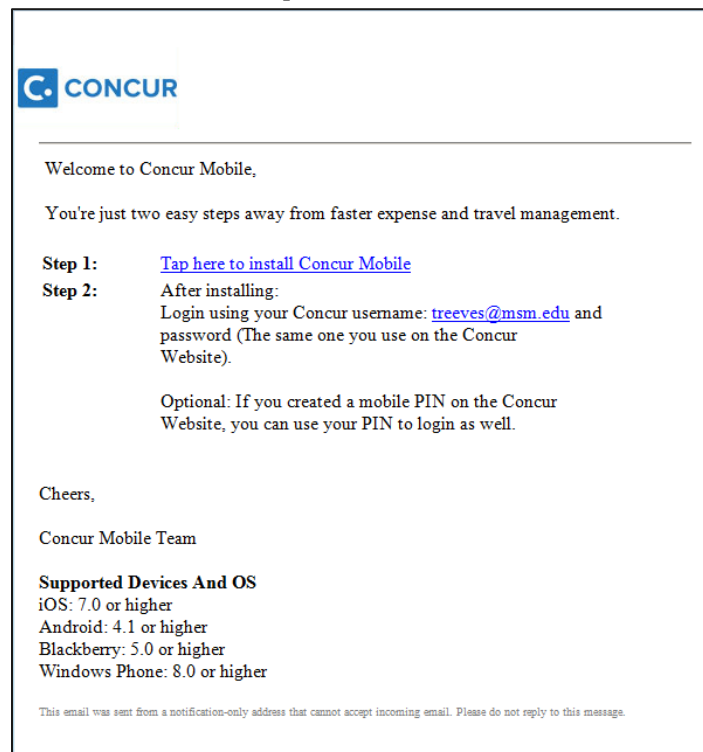 C. CONCUR
Welcome to Concur Mobile,
You're just two easy steps away from faster expense and travel management.
Step 1: Tap here to install Concur Mobile
Step 2: After installing:
Login using your Concur username: treeves@msm.edu and
password (The same one you use on the Concur
Website).
Optional: If you created a mobile PIN on the Concur
Website, you can use your PIN to login as well.
Cheers,
Concur Mobile Team
Supported Devices And OS
iOS: 7.0 or higher
Android: 4.1 or higher
Blackberry: 5.0 or higher
Windows Phone: 8.0 or higher
This email was sent from a notification-only address that cannot accept incoming email. Please do not reply to this message.